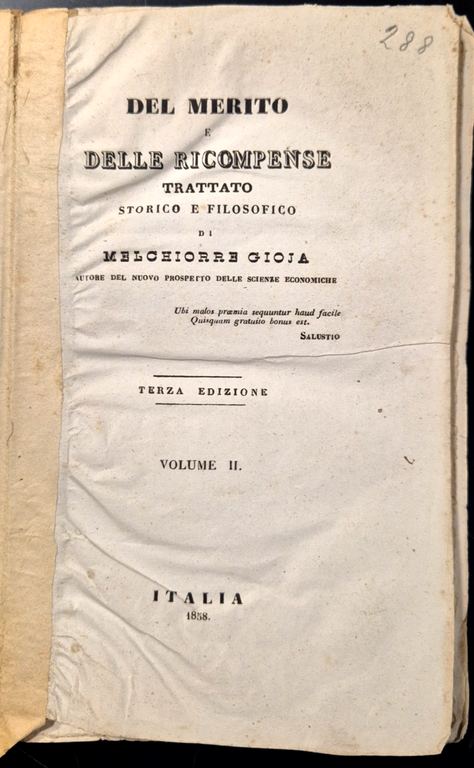 288
DEL MERITO
E
DELLE RICOMPENSE
TRATTATO
STORICO E FILOSOFICO
DI
MELCHIORRE GIOJA
AUTORE DEL NUOVO PROSPETTO DELLE SCIENZE ECONOMICHE
Ubi malos præmia sequuntur haud facile
Quisquam gratuito bonus est.
SALUSTIO
TERZA EDIZIONE
VOLUME II.
ITALIA